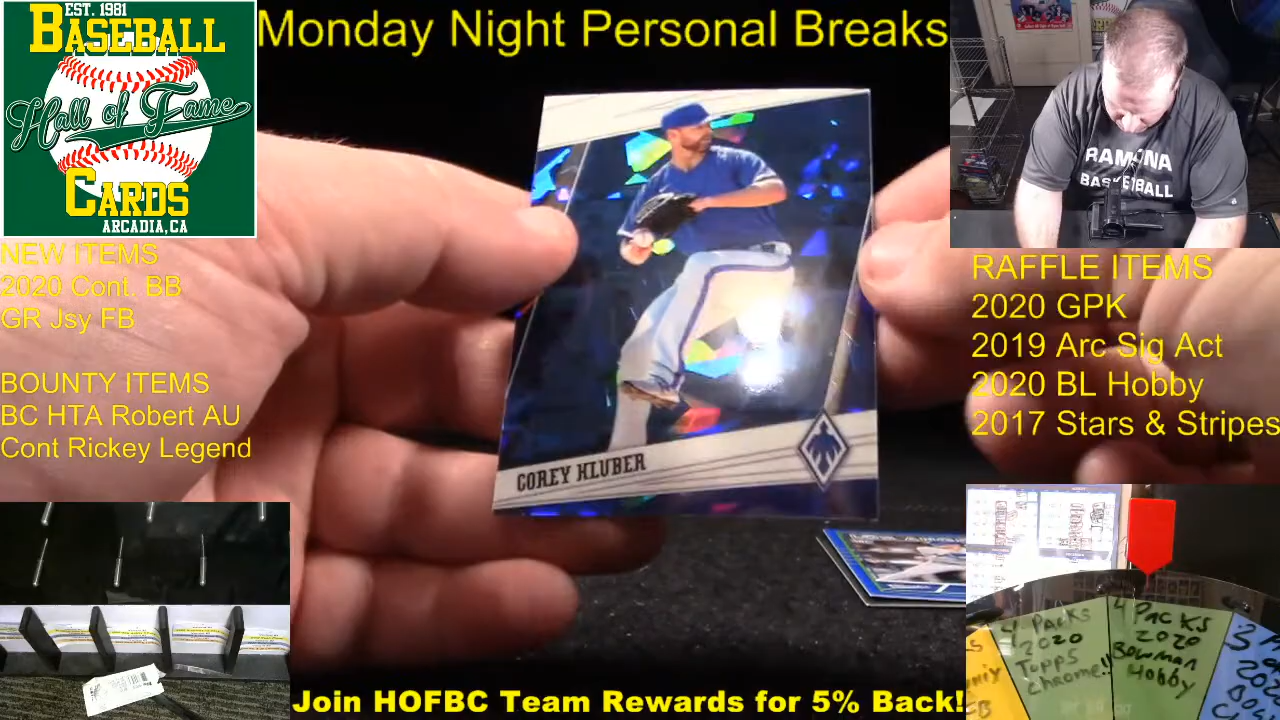 EST. 1981
BASEBALL
Hall of Fame
CARDS
ARCADIA, CA
Monday Night Personal Breaks
NEW ITEMS
2020 Cont. BB
GR Jsy FB
BOUNTY ITEMS
BC HTA Robert AU
Cont Rickey Legend
COREY KLUBER
RAMONA
BASKETBALL
RAFFLE ITEMS
2020 GPK
2019 Arc Sig Act
2020 BL Hobby
2017 Stars & Stripes
PACKS
2020
TOPPS
Chrome!!
4 PACKS
2020
Bowman
Hobby
3
Join HOFBC Team Rewards for 5% Back!